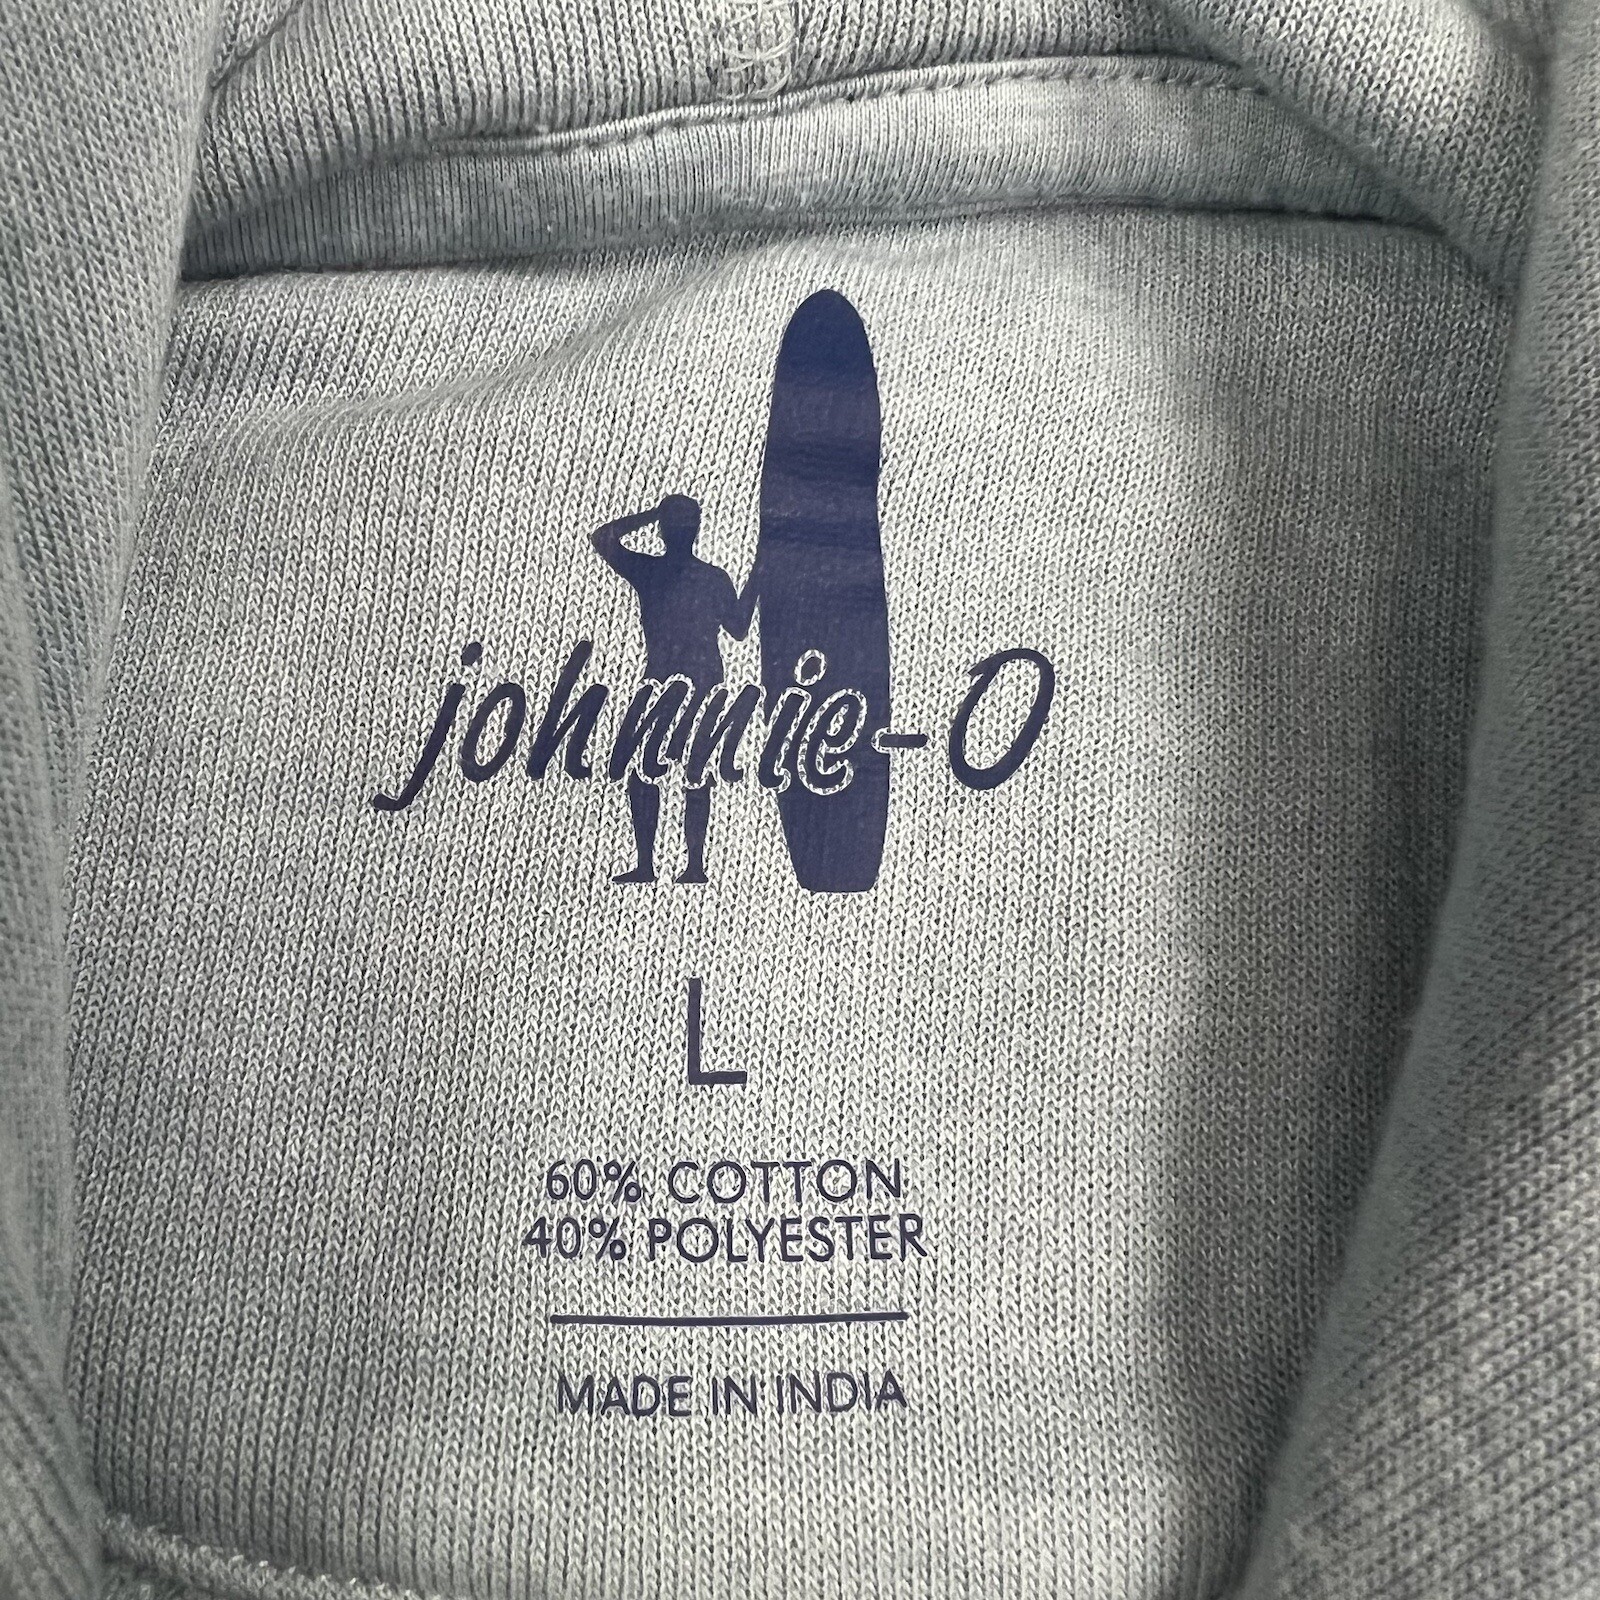 johnnie-O
L
60% COTTON
40% POLYESTER
MADE IN INDIA